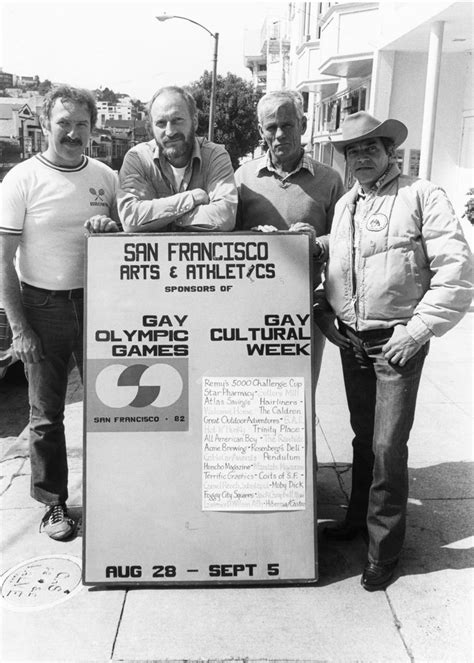 SAN FRANCISCO
ARTS & ATHLETICS
SPONSORS OF
GAY
OLYMPIC
GAMES
GAY
CULTURAL
WEEK
SAN FRANCISCO • 82
Remy's 5000 Challenge Cup
Star Pharmacy
Atlas Savings Hairliners
The Caldron
Great Outdoor Adventures
Trinity Place
All American Boy
Acme Brewing Rosenberg's Deli
Pendulum
Honcho Magazine
Terrific Graphics Colts of S.F.
Moby Dick
Foggy City Squares
AUG 28 - SEPT 5